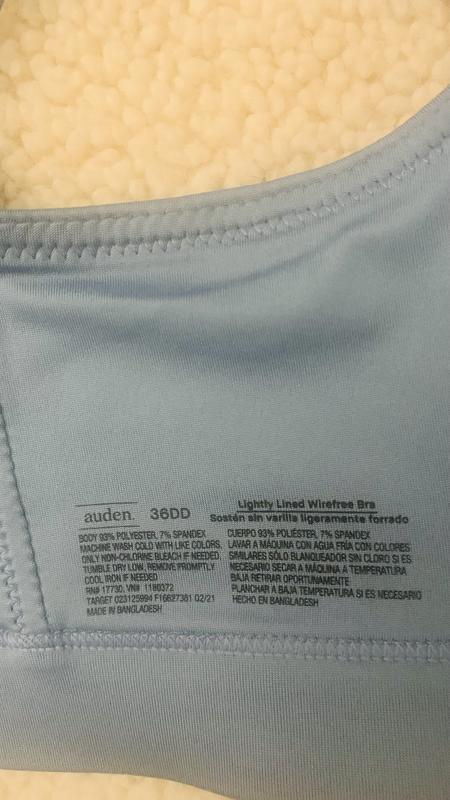 auden. 36DD
BODY 93% POLYESTER, 7% SPANDEX
MACHINE WASH COLD WITH LIKE COLORS,
ONLY NON-CHLORINE BLEACH IF NEEDED,
TUMBLE DRY LOW, REMOVE PROMPTLY
COOL IRON IF NEEDED
RN# 17730, VN# 1180372
TARGET 023125994 F16627381 Q2/21
MADE IN BANGLADESH
Lightly Lined Wirefree Bra
Sostén sin varilla ligeramente forrado
CUERPO 93% POLIÉSTER, 7% SPANDEX
LAVAR A MÁQUINA CON AGUA FRÍA CON COLORES
SIMILARES SÓLO BLANQUEADOR SIN CLORO SI ES
NECESARIO SECAR A MÁQUINA A TEMPERATURA
BAJA RETIRAR OPORTUNAMENTE
PLANCHAR A BAJA TEMPERATURA SI ES NECESARIO
HECHO EN BANGLADESH